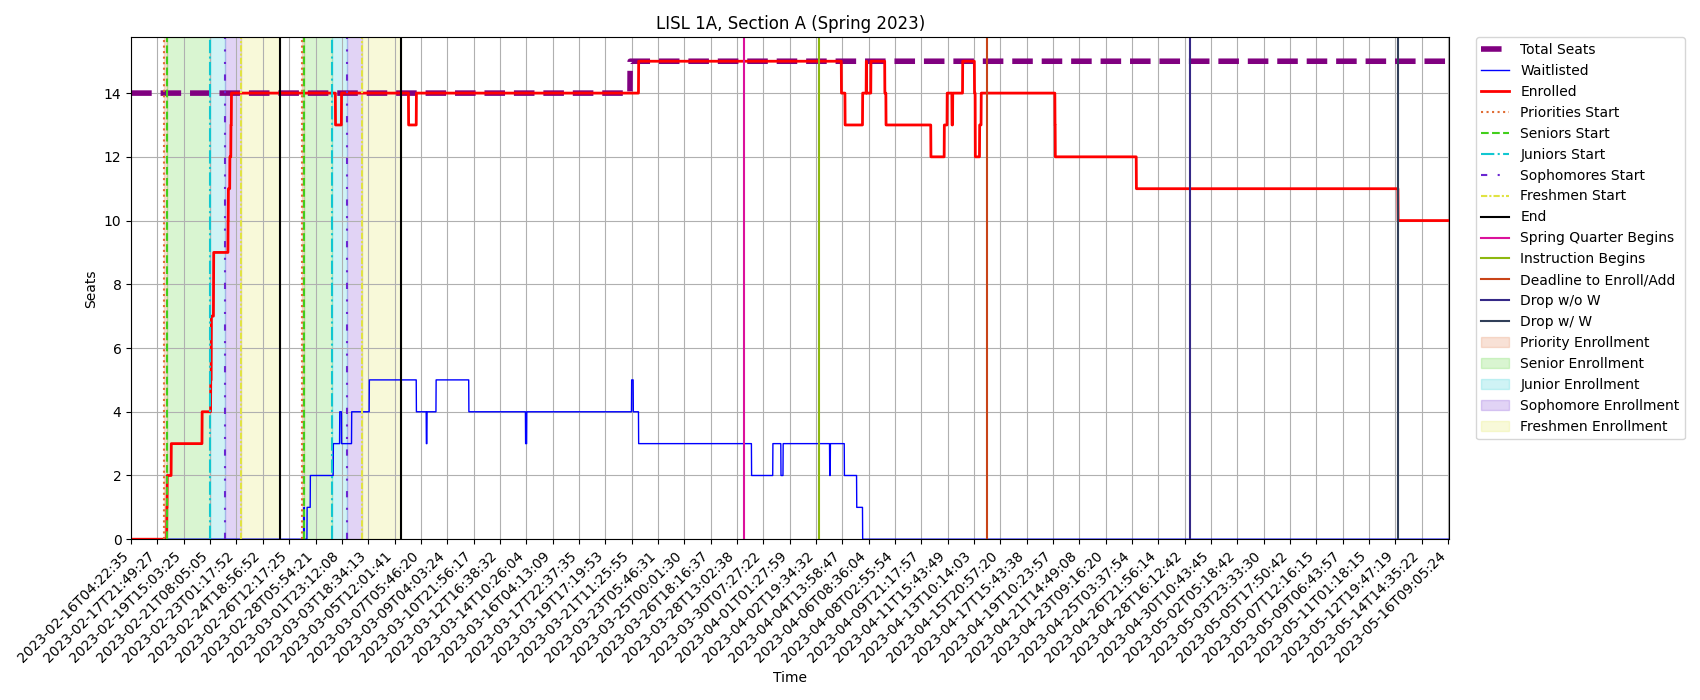 LISL 1A, Section A (Spring 2023)
Seats
14
12
10
8
6
4
2
0
2023-02-16T04:22:35
2023-02-17T21:49:27
2023-02-19T15:03:25
2023-02-21T08:05:05
2023-02-23T01:17:52
2023-02-24T18:56:52
2023-02-26T12:17:23
2023-02-28T05:54:21
2023-03-01T23:12:08
2023-03-03T18:34:13
2023-03-05T12:01:41
2023-03-07T05:46:20
2023-03-09T04:03:24
2023-03-12T16:56:17
2023-03-14T10:26:04
2023-03-16T04:13:09
2023-03-17T22:37:35
2023-03-19T17:19:53
2023-03-21T11:25:55
2023-03-23T05:46:31
2023-03-25T00:01:30
2023-03-26T18:16:37
2023-03-28T13:02:38
2023-03-30T07:27:22
2023-04-01T01:27:59
2023-04-02T19:34:32
2023-04-04T13:58:47
2023-04-06T08:36:04
2023-04-08T02:55:54
2023-04-09T21:17:57
2023-04-11T15:43:49
2023-04-13T10:14:03
2023-04-15T20:57:20
2023-04-17T15:43:38
2023-04-19T10:23:57
2023-04-21T14:49:08
2023-04-23T09:16:20
2023-04-25T03:37:54
2023-04-26T21:56:14
2023-04-28T16:12:42
2023-04-30T10:43:45
2023-05-02T05:18:42
2023-05-03T23:33:30
2023-05-05T17:50:42
2023-05-07T12:16:15
2023-05-09T06:43:57
2023-05-11T01:18:15
2023-05-12T19:47:19
2023-05-14T14:35:22
2023-05-16T09:05:24
Time
Total Seats
Waitlisted
Enrolled
Priorities Start
Seniors Start
Juniors Start
Sophomores Start
Freshmen Start
End
Spring Quarter Begins
Instruction Begins
Deadline to Enroll/Add
Drop w/o W
Drop w/ W
Priority Enrollment
Senior Enrollment
Junior Enrollment
Sophomore Enrollment
Freshmen Enrollment